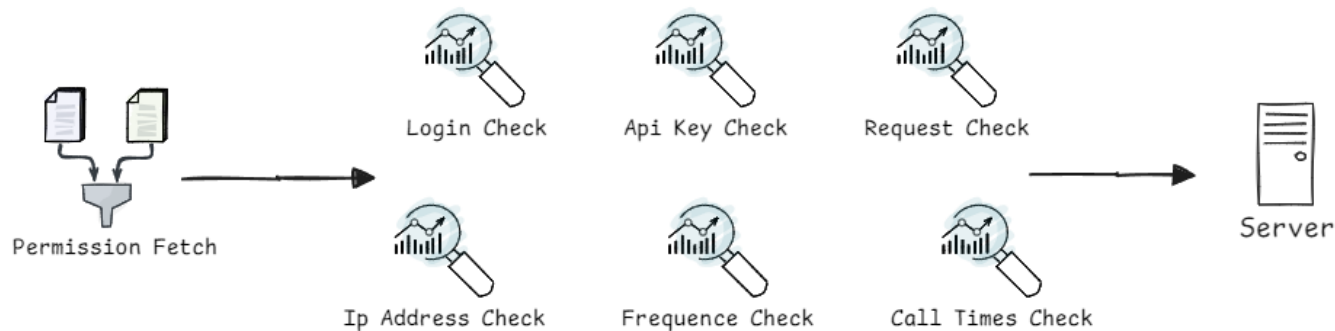 Login Check
Api Key Check
Request Check
Permission Fetch
Server
Ip Address Check
Frequence Check
Call Times Check